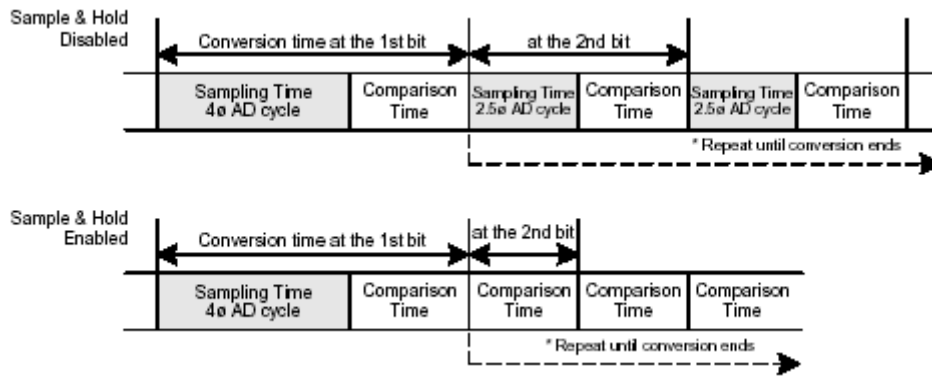 Sample & Hold
Disabled
Conversion time at the 1st bit
at the 2nd bit
Sampling Time
4ø AD cycle
Comparison
Time
Sampling Time
2.5ø AD cycle
Comparison
Time
Sampling Time
2.5ø AD cycle
Comparison
Time
* Repeat until conversion ends
Sample & Hold
Enabled
Conversion time at the 1st bit
at the 2nd bit
Sampling Time
4ø AD cycle
Comparison
Time
Comparison
Time
Comparison
Time
Comparison
Time
* Repeat until conversion ends